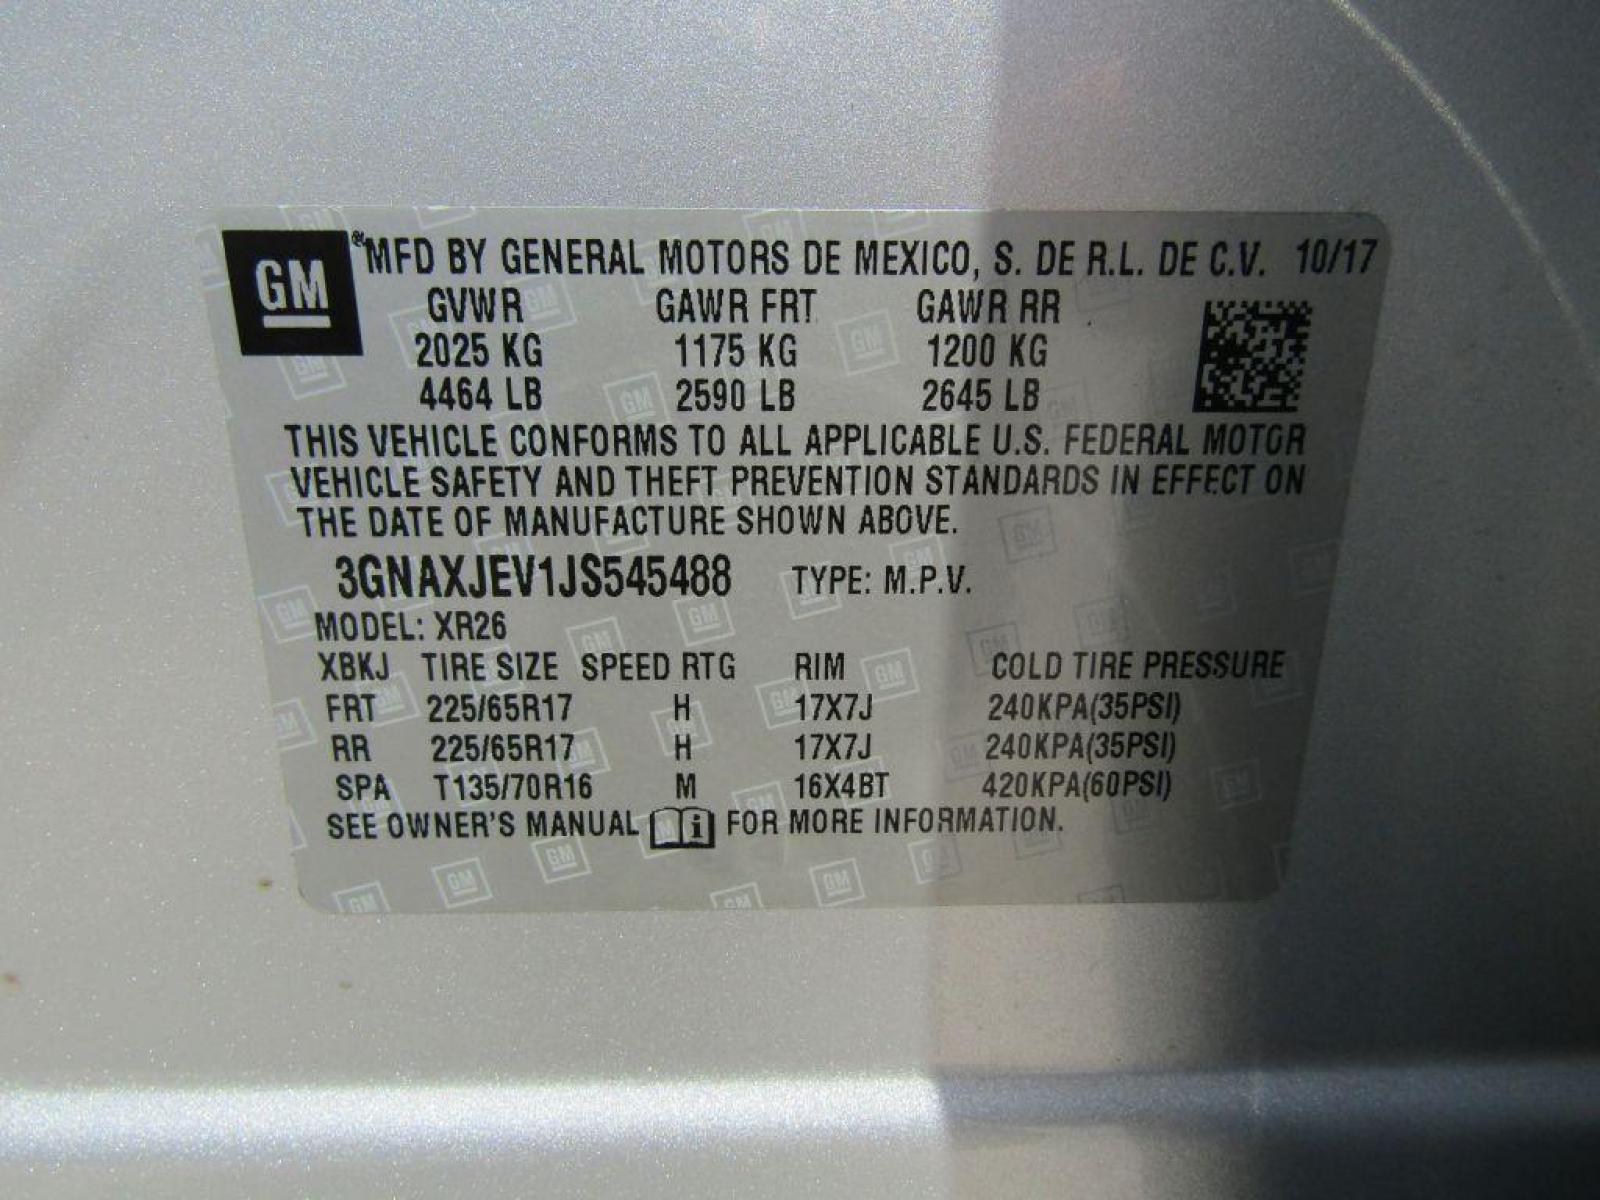 GM ® MFD BY GENERAL MOTORS DE MEXICO, S. DE R.L. DE C.V. 10/17
GVWR GAWR FRT GAWR RR
2025 KG 1175 KG 1200 KG
4464 LB 2590 LB 2645 LB
THIS VEHICLE CONFORMS TO ALL APPLICABLE U.S. FEDERAL MOTOR
VEHICLE SAFETY AND THEFT PREVENTION STANDARDS IN EFFECT ON
THE DATE OF MANUFACTURE SHOWN ABOVE.
3GNAXJEV1JS545488 TYPE: M.P.V.
MODEL: XR26
XBKJ TIRE SIZE SPEED RTG RIM COLD TIRE PRESSURE
FRT 225/65R17 H 17X7J 240KPA(35PSI)
RR 225/65R17 H 17X7J 240KPA(35PSI)
SPA T135/70R16 M 16X4BT 420KPA(60PSI)
SEE OWNER'S MANUAL i FOR MORE INFORMATION.